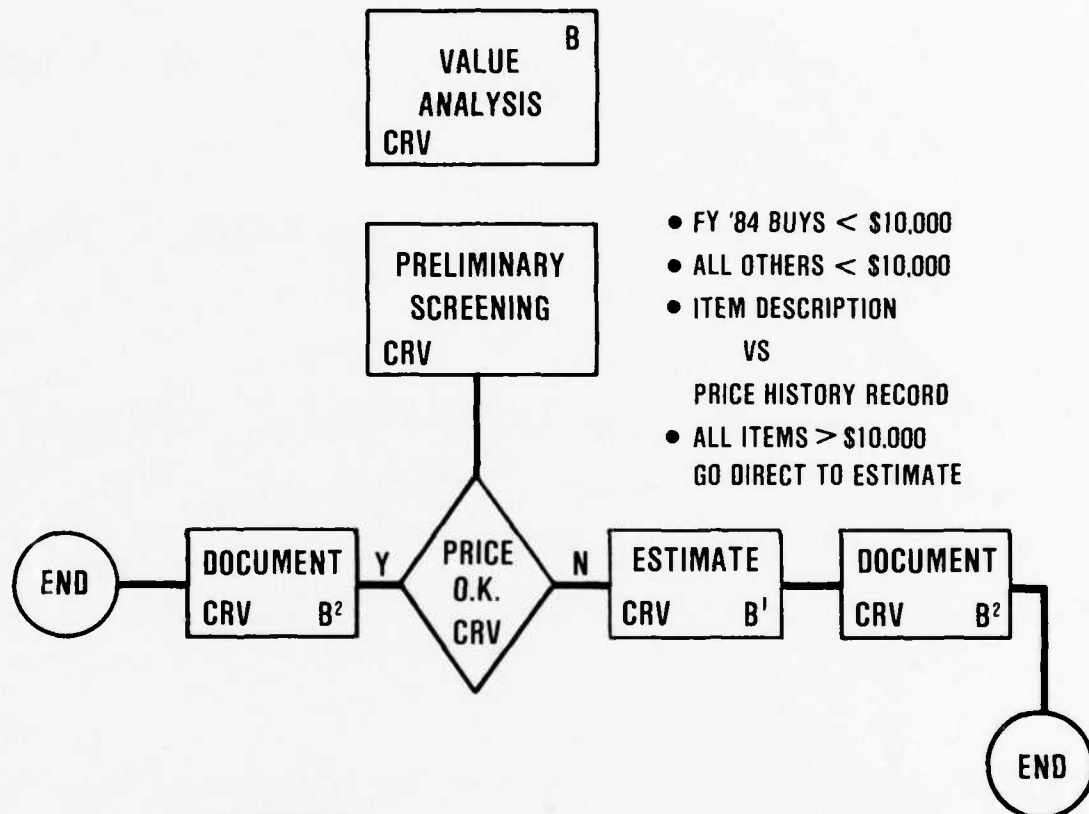 B
VALUE
ANALYSIS
CRV
PRELIMINARY
SCREENING
CRV
• FY '84 BUYS < $10,000
• ALL OTHERS < $10,000
• ITEM DESCRIPTION
VS
PRICE HISTORY RECORD
• ALL ITEMS > $10,000
GO DIRECT TO ESTIMATE
END
DOCUMENT
CRV B²
Y
PRICE
O.K.
CRV
N
ESTIMATE
CRV B¹
DOCUMENT
CRV B²
END